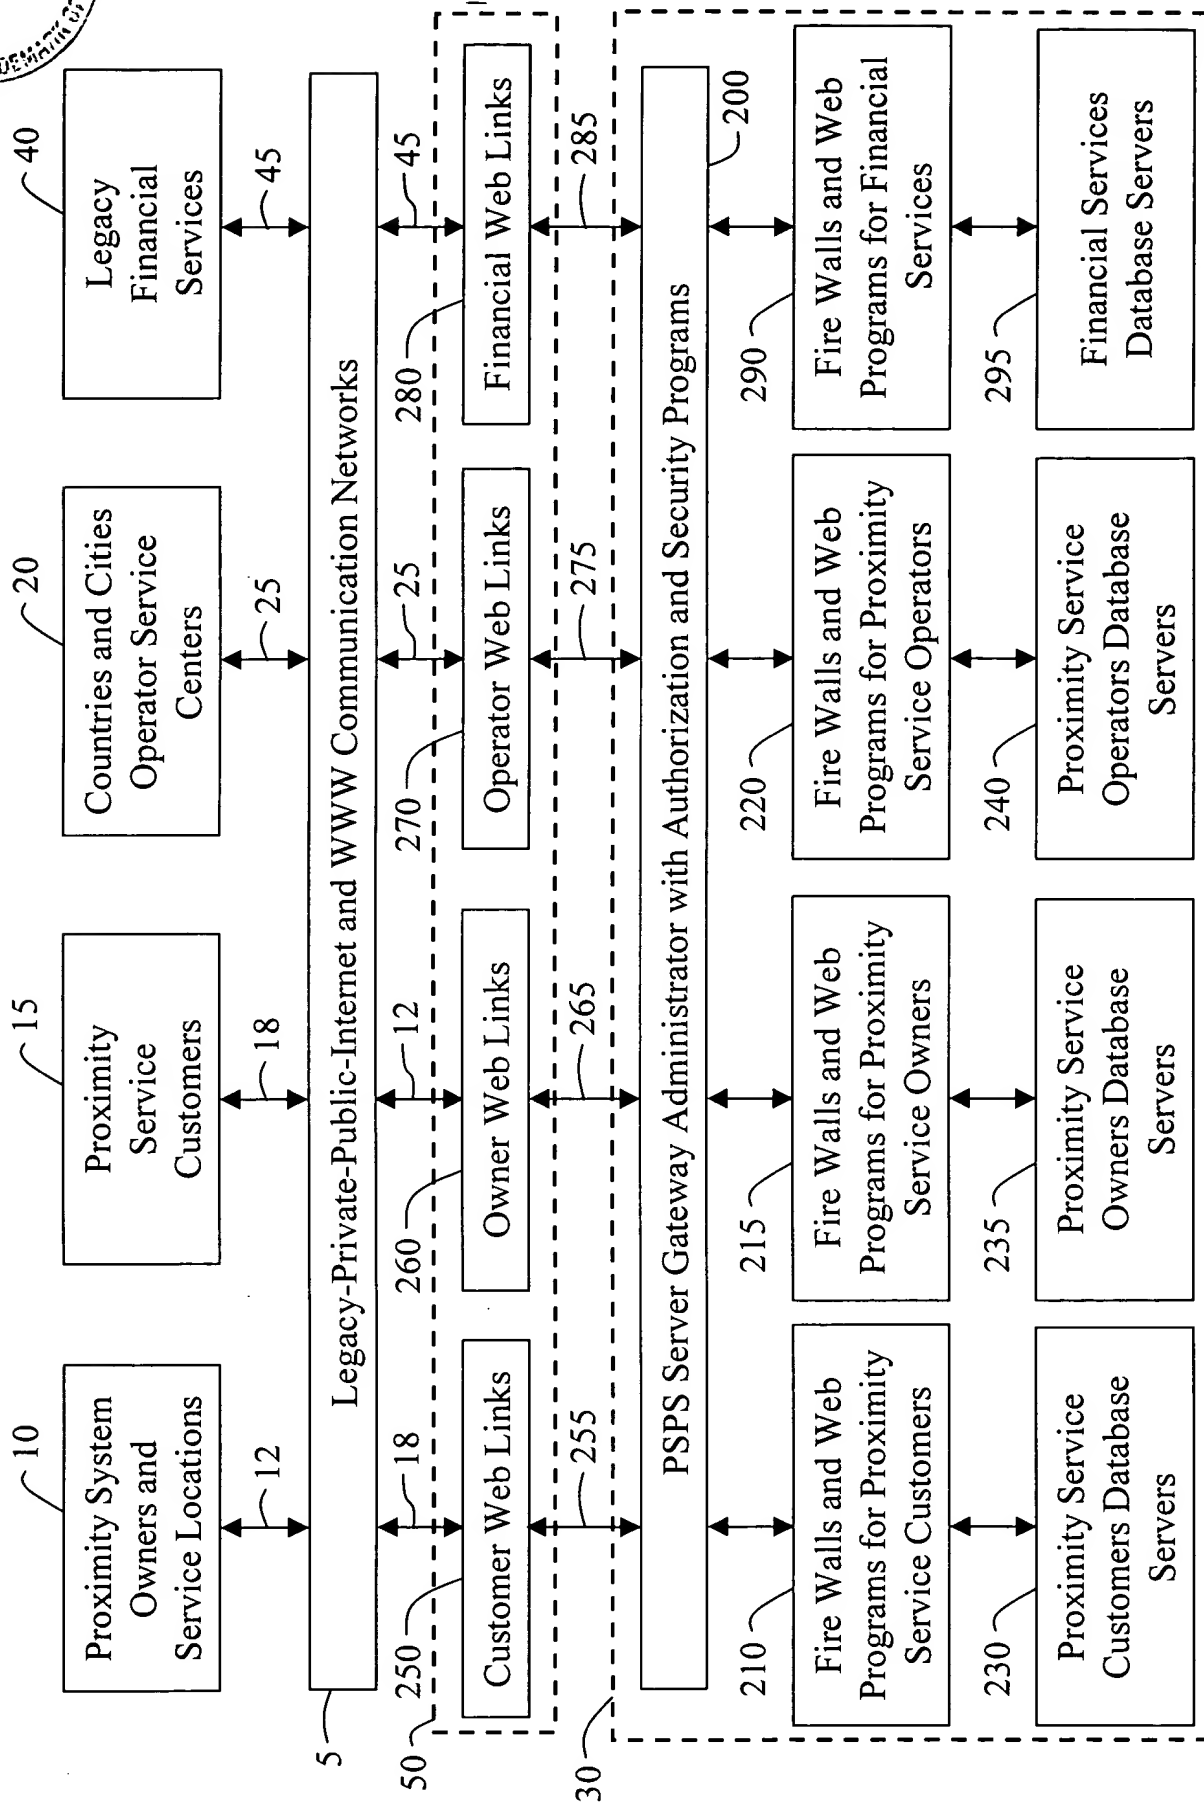 DEMARK OF
10
15
20
40
Proximity System
Owners and
Service Locations
Proximity
Service
Customers
Countries and Cities
Operator Service
Centers
Legacy
Financial
Services
12
18
25
45
5
Legacy-Private-Public-Internet and WWW Communication Networks
18
12
25
45
50
250
260
270
280
Customer Web Links
Owner Web Links
Operator Web Links
Financial Web Links
255
265
275
285
30
PSPS Server Gateway Administrator with Authorization and Security Programs
200
210
215
220
290
Fire Walls and Web
Programs for Proximity
Service Customers
Fire Walls and Web
Programs for Proximity
Service Owners
Fire Walls and Web
Programs for Proximity
Service Operators
Fire Walls and Web
Programs for Financial
Services
230
235
240
295
Proximity Service
Customers Database
Servers
Proximity Service
Owners Database
Servers
Proximity Service
Operators Database
Servers
Financial Services
Database Servers